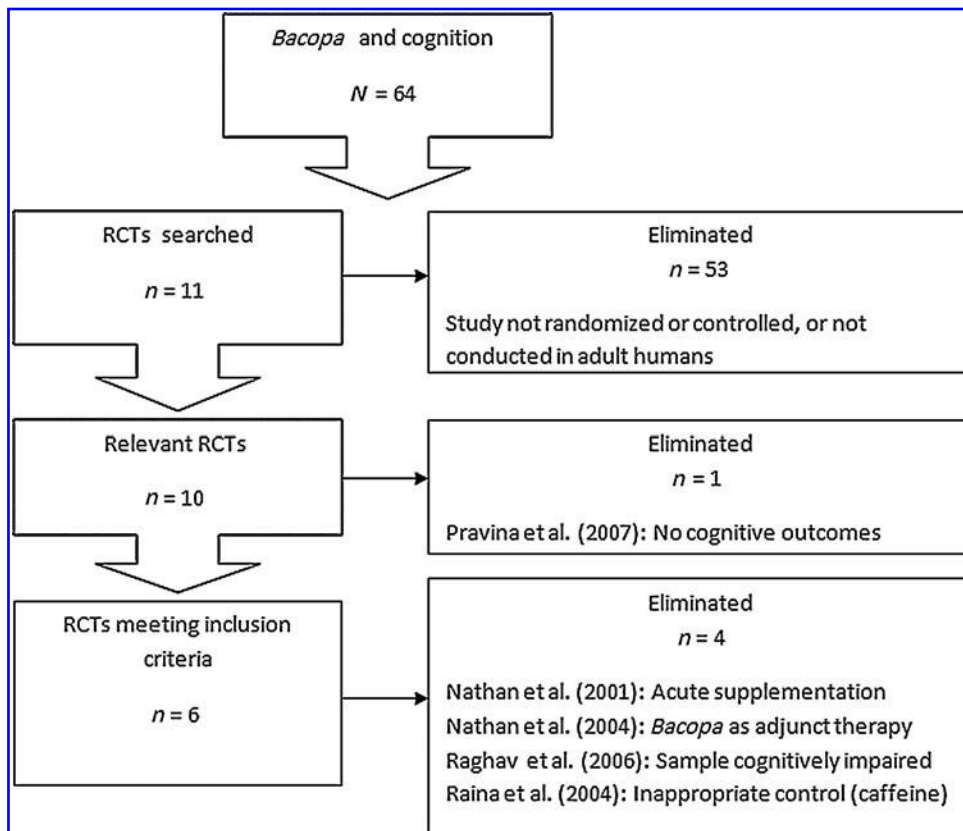 Bacopa and cognition
N = 64
RCTs searched
n = 11
Eliminated
n = 53
Study not randomized or controlled, or not
conducted in adult humans
Relevant RCTs
n = 10
Eliminated
n = 1
Pravina et al. (2007): No cognitive outcomes
RCTs meeting inclusion
criteria
n = 6
Eliminated
n = 4
Nathan et al. (2001): Acute supplementation
Nathan et al. (2004): Bacopa as adjunct therapy
Raghav et al. (2006): Sample cognitively impaired
Raina et al. (2004): Inappropriate control (caffeine)